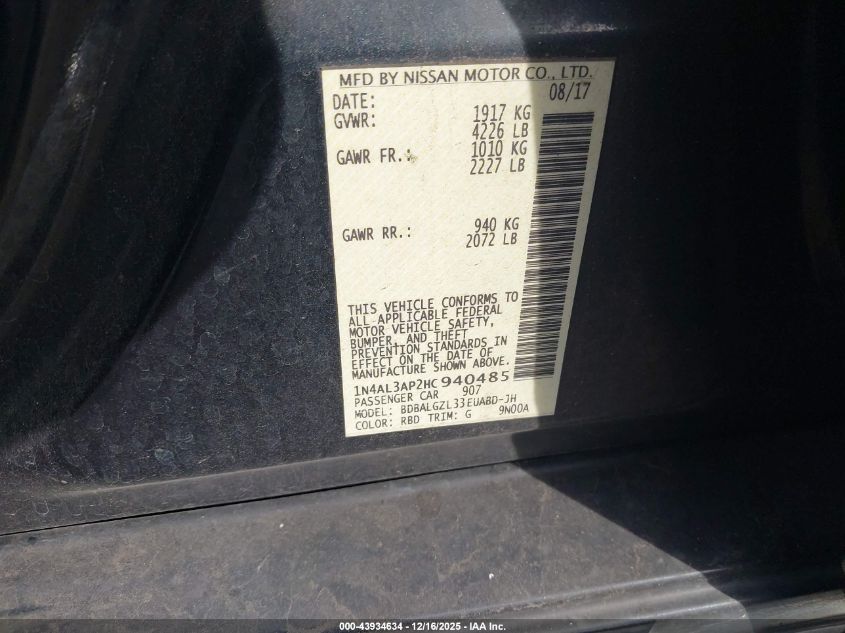 MFD BY NISSAN MOTOR CO., LTD.
DATE: 08/17
GVWR: 1917 KG
4226 LB
GAWR FR.: 1010 KG
2227 LB
GAWR RR.: 940 KG
2072 LB
THIS VEHICLE CONFORMS TO
ALL APPLICABLE FEDERAL
MOTOR VEHICLE SAFETY,
BUMPER, AND THEFT
PREVENTION STANDARDS IN
EFFECT ON THE DATE OF
MANUFACTURE SHOWN ABOVE.
1N4AL3AP2HC940485
PASSENGER CAR 907
MODEL: BDBALGZL33EUABD-JH
COLOR: RBD TRIM: G 9N00A
000-43934634 – 12/16/2025 – IAA Inc.